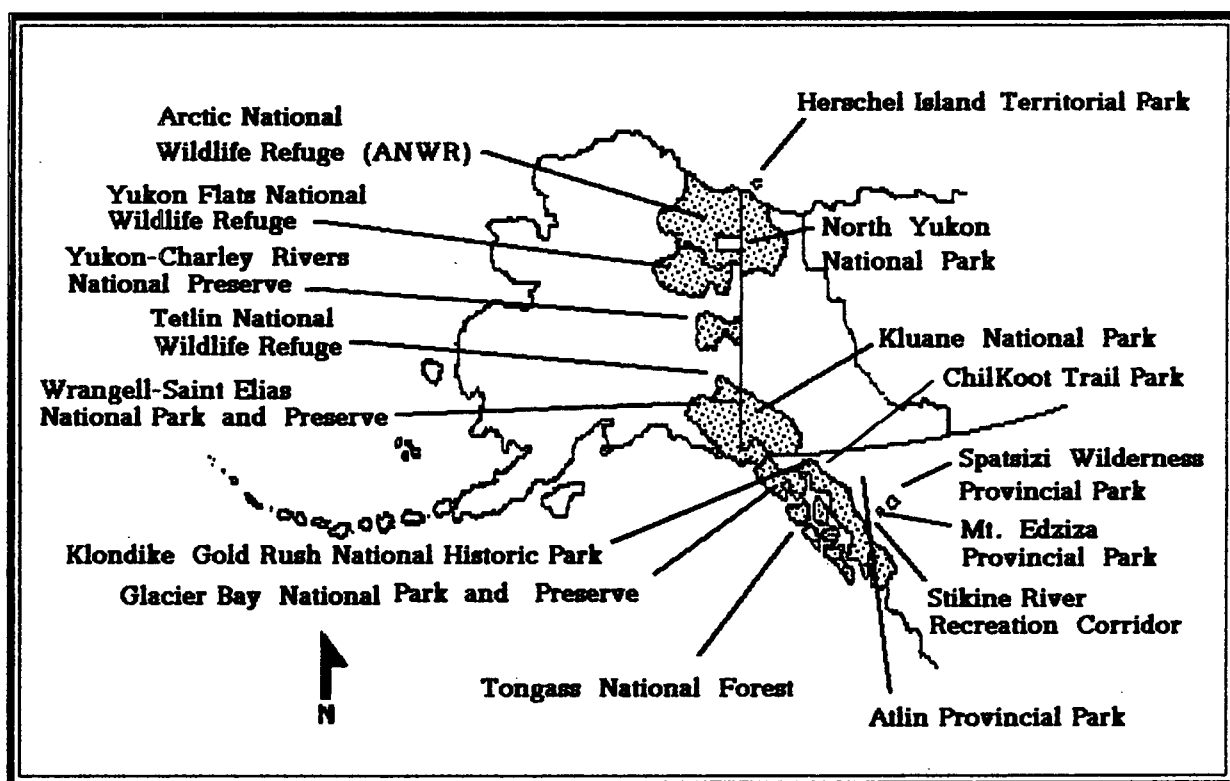 Herschel Island Territorial Park
Arctic National
Wildlife Refuge (ANWR)
Yukon Flats National
Wildlife Refuge
North Yukon
National Park
Yukon-Charley Rivers
National Preserve
Tetlin National
Wildlife Refuge
Kluane National Park
ChilKoot Trail Park
Wrangell-Saint Elias
National Park and Preserve
Spatsizi Wilderness
Provincial Park
Mt. Edziza
Provincial Park
Klondike Gold Rush National Historic Park
Glacier Bay National Park and Preserve
Stikine River
Recreation Corridor
Tongass National Forest
Atlin Provincial Park
N